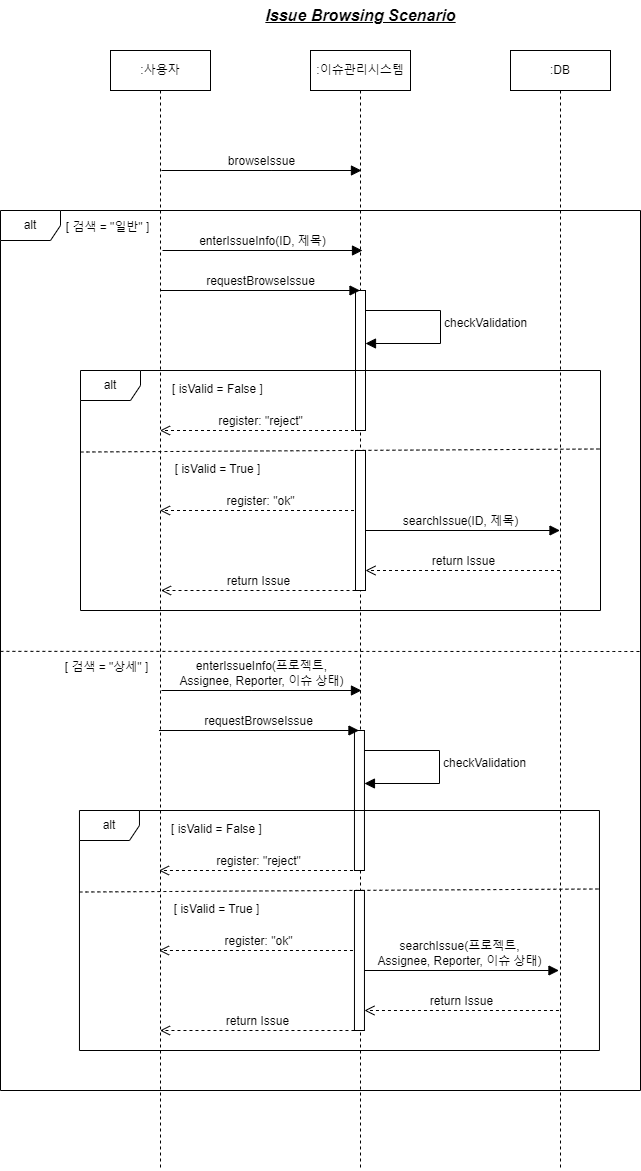 Issue Browsing Scenario
:사용자
:이슈관리시스템
:DB
browseIssue
alt
[ 검색 = "일반" ]
enterIssueInfo(ID, 제목)
requestBrowseIssue
checkValidation
alt
[ isValid = False ]
register: "reject"
[ isValid = True ]
register: "ok"
searchIssue(ID, 제목)
return Issue
return Issue
[ 검색 = "상세" ]
enterIssueInfo(프로젝트,
Assignee, Reporter, 이슈 상태)
requestBrowseIssue
checkValidation
alt
[ isValid = False ]
register: "reject"
[ isValid = True ]
register: "ok"
searchIssue(프로젝트,
Assignee, Reporter, 이슈 상태)
return Issue
return Issue